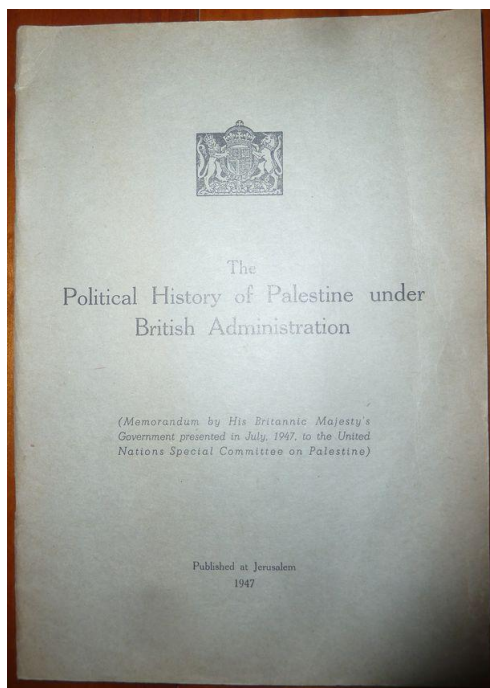 The
Political History of Palestine under
British Administration
(Memorandum by His Britannic Majesty's
Government presented in July, 1947, to the United
Nations Special Committee on Palestine)
Published at Jerusalem
1947